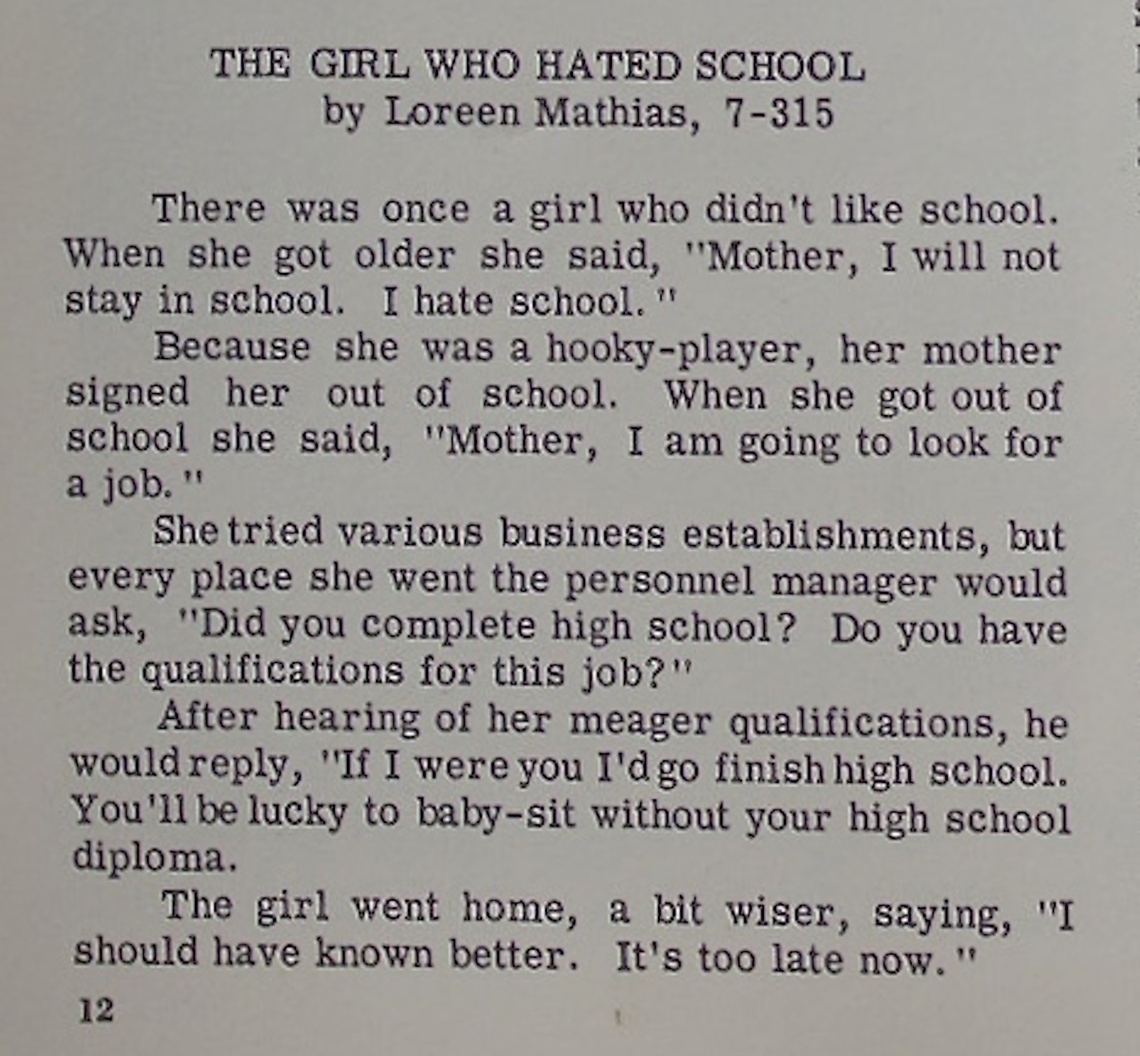 THE GIRL WHO HATED SCHOOL
by Loreen Mathias, 7-315
There was once a girl who didn't like school.
When she got older she said, "Mother, I will not
stay in school. I hate school."
Because she was a hooky-player, her mother
signed her out of school. When she got out of
school she said, "Mother, I am going to look for
a job."
She tried various business establishments, but
every place she went the personnel manager would
ask, "Did you complete high school? Do you have
the qualifications for this job?"
After hearing of her meager qualifications, he
would reply, "If I were you I'd go finish high school.
You'll be lucky to baby-sit without your high school
diploma.
The girl went home, a bit wiser, saying, "I
should have known better. It's too late now."
12